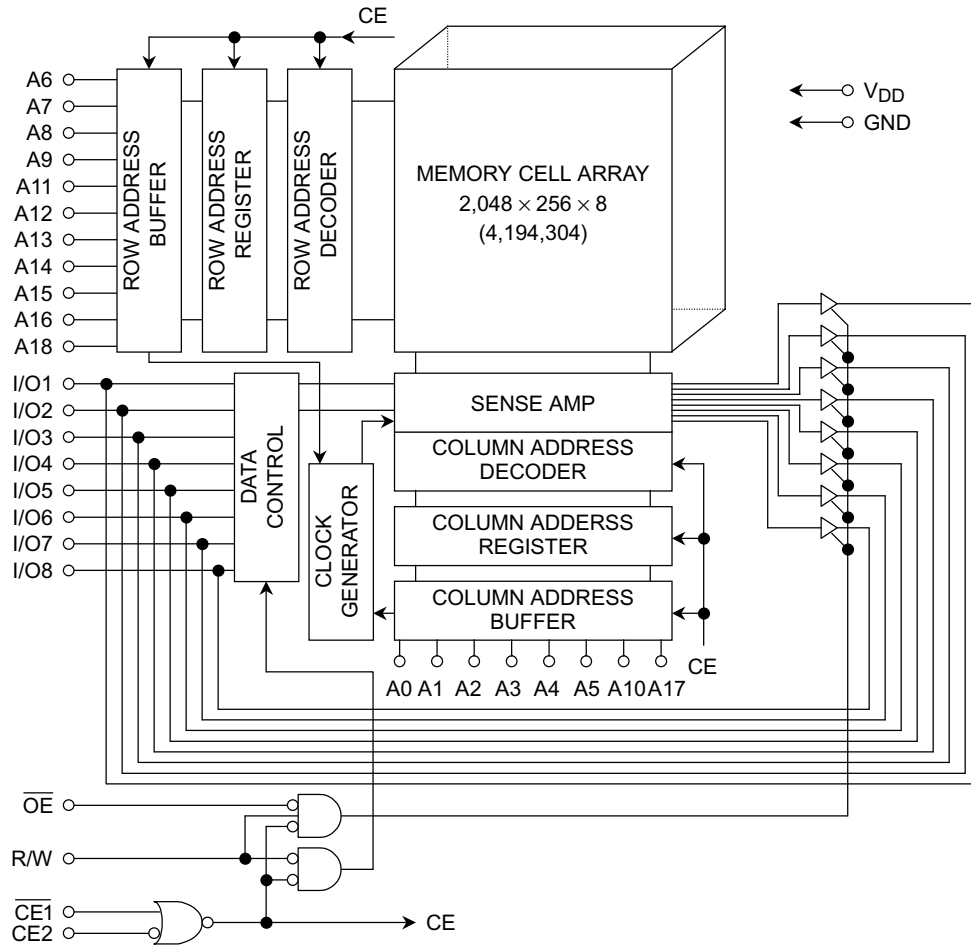 CE
A6
A7
A8
A9
A11
A12
A13
A14
A15
A16
A18
ROW ADDRESS
BUFFER
ROW ADDRESS
REGISTER
ROW ADDRESS
DECODER
MEMORY CELL ARRAY
2,048 × 256 × 8
(4,194,304)
VDD
GND
I/O1
I/O2
I/O3
I/O4
I/O5
I/O6
I/O7
I/O8
DATA
CONTROL
CLOCK
GENERATOR
SENSE AMP
COLUMN ADDRESS
DECODER
COLUMN ADDERSS
REGISTER
COLUMN ADDRESS
BUFFER
CE
A0 A1 A2 A3 A4 A5 A10 A17
O̅E̅
R/W
C̅E̅1̅
CE2
CE